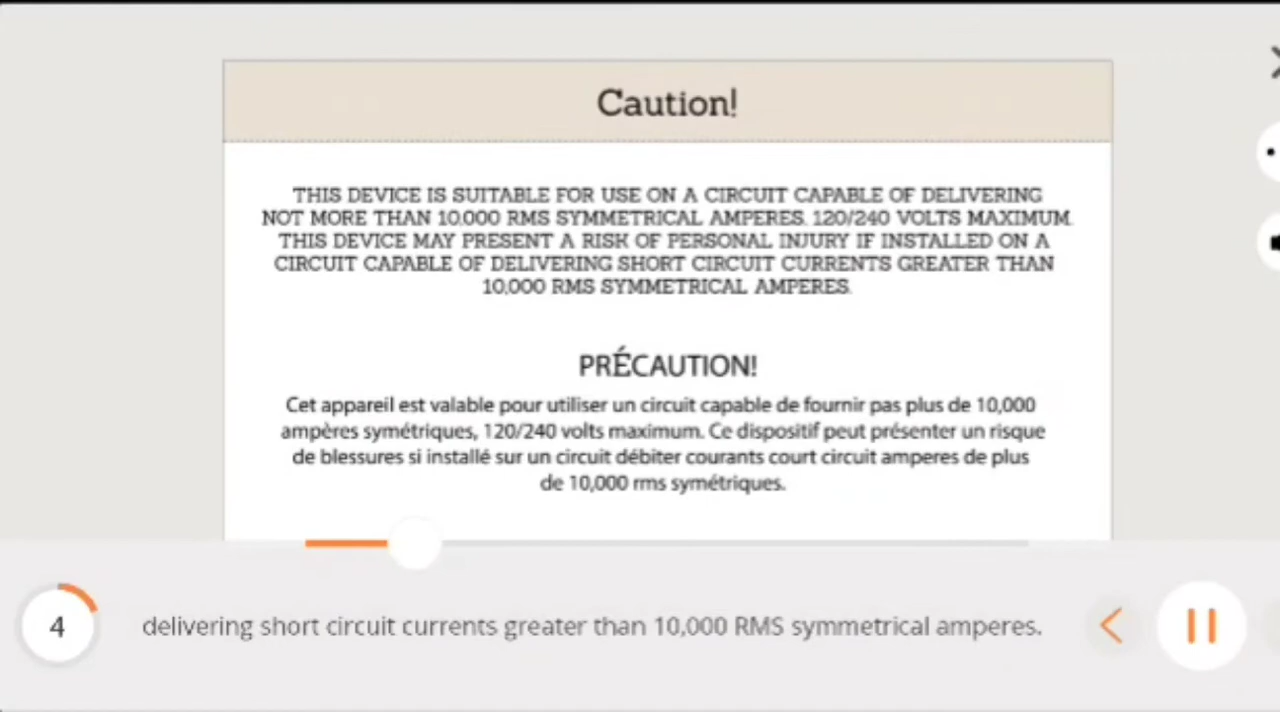 Caution!
THIS DEVICE IS SUITABLE FOR USE ON A CIRCUIT CAPABLE OF DELIVERING
NOT MORE THAN 10,000 RMS SYMMETRICAL AMPERES. 120/240 VOLTS MAXIMUM.
THIS DEVICE MAY PRESENT A RISK OF PERSONAL INJURY IF INSTALLED ON A
CIRCUIT CAPABLE OF DELIVERING SHORT CIRCUIT CURRENTS GREATER THAN
10,000 RMS SYMMETRICAL AMPERES.
PRÉCAUTION!
Cet appareil est valable pour utiliser un circuit capable de fournir pas plus de 10,000
ampères symétriques, 120/240 volts maximum. Ce dispositif peut présenter un risque
de blessures si installé sur un circuit débiter courants court circuit amperes de plus
de 10,000 rms symétriques.
4
delivering short circuit currents greater than 10,000 RMS symmetrical amperes.